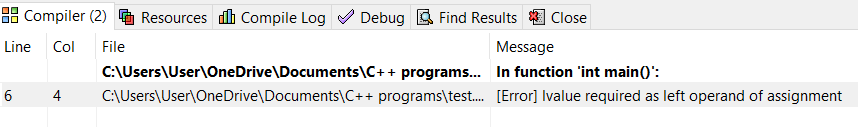 Compiler (2) Resources Compile Log Debug Find Results Close
Line Col File Message
C:\Users\User\OneDrive\Documents\C++ programs... In function 'int main()':
6 4 C:\Users\User\OneDrive\Documents\C++ programs\test.... [Error] lvalue required as left operand of assignment